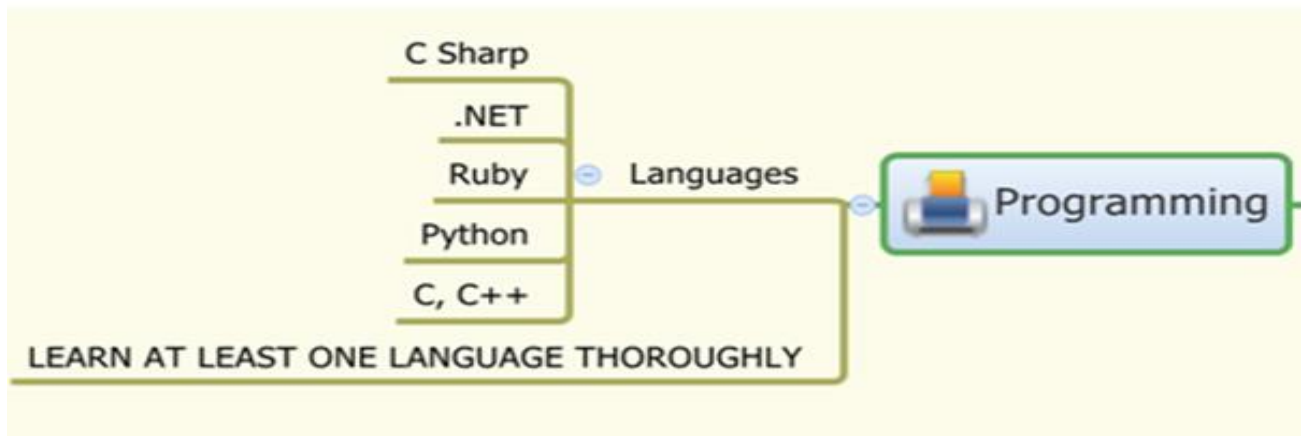 C Sharp
.NET
Ruby
Languages
Programming
Python
C, C++
LEARN AT LEAST ONE LANGUAGE THOROUGHLY